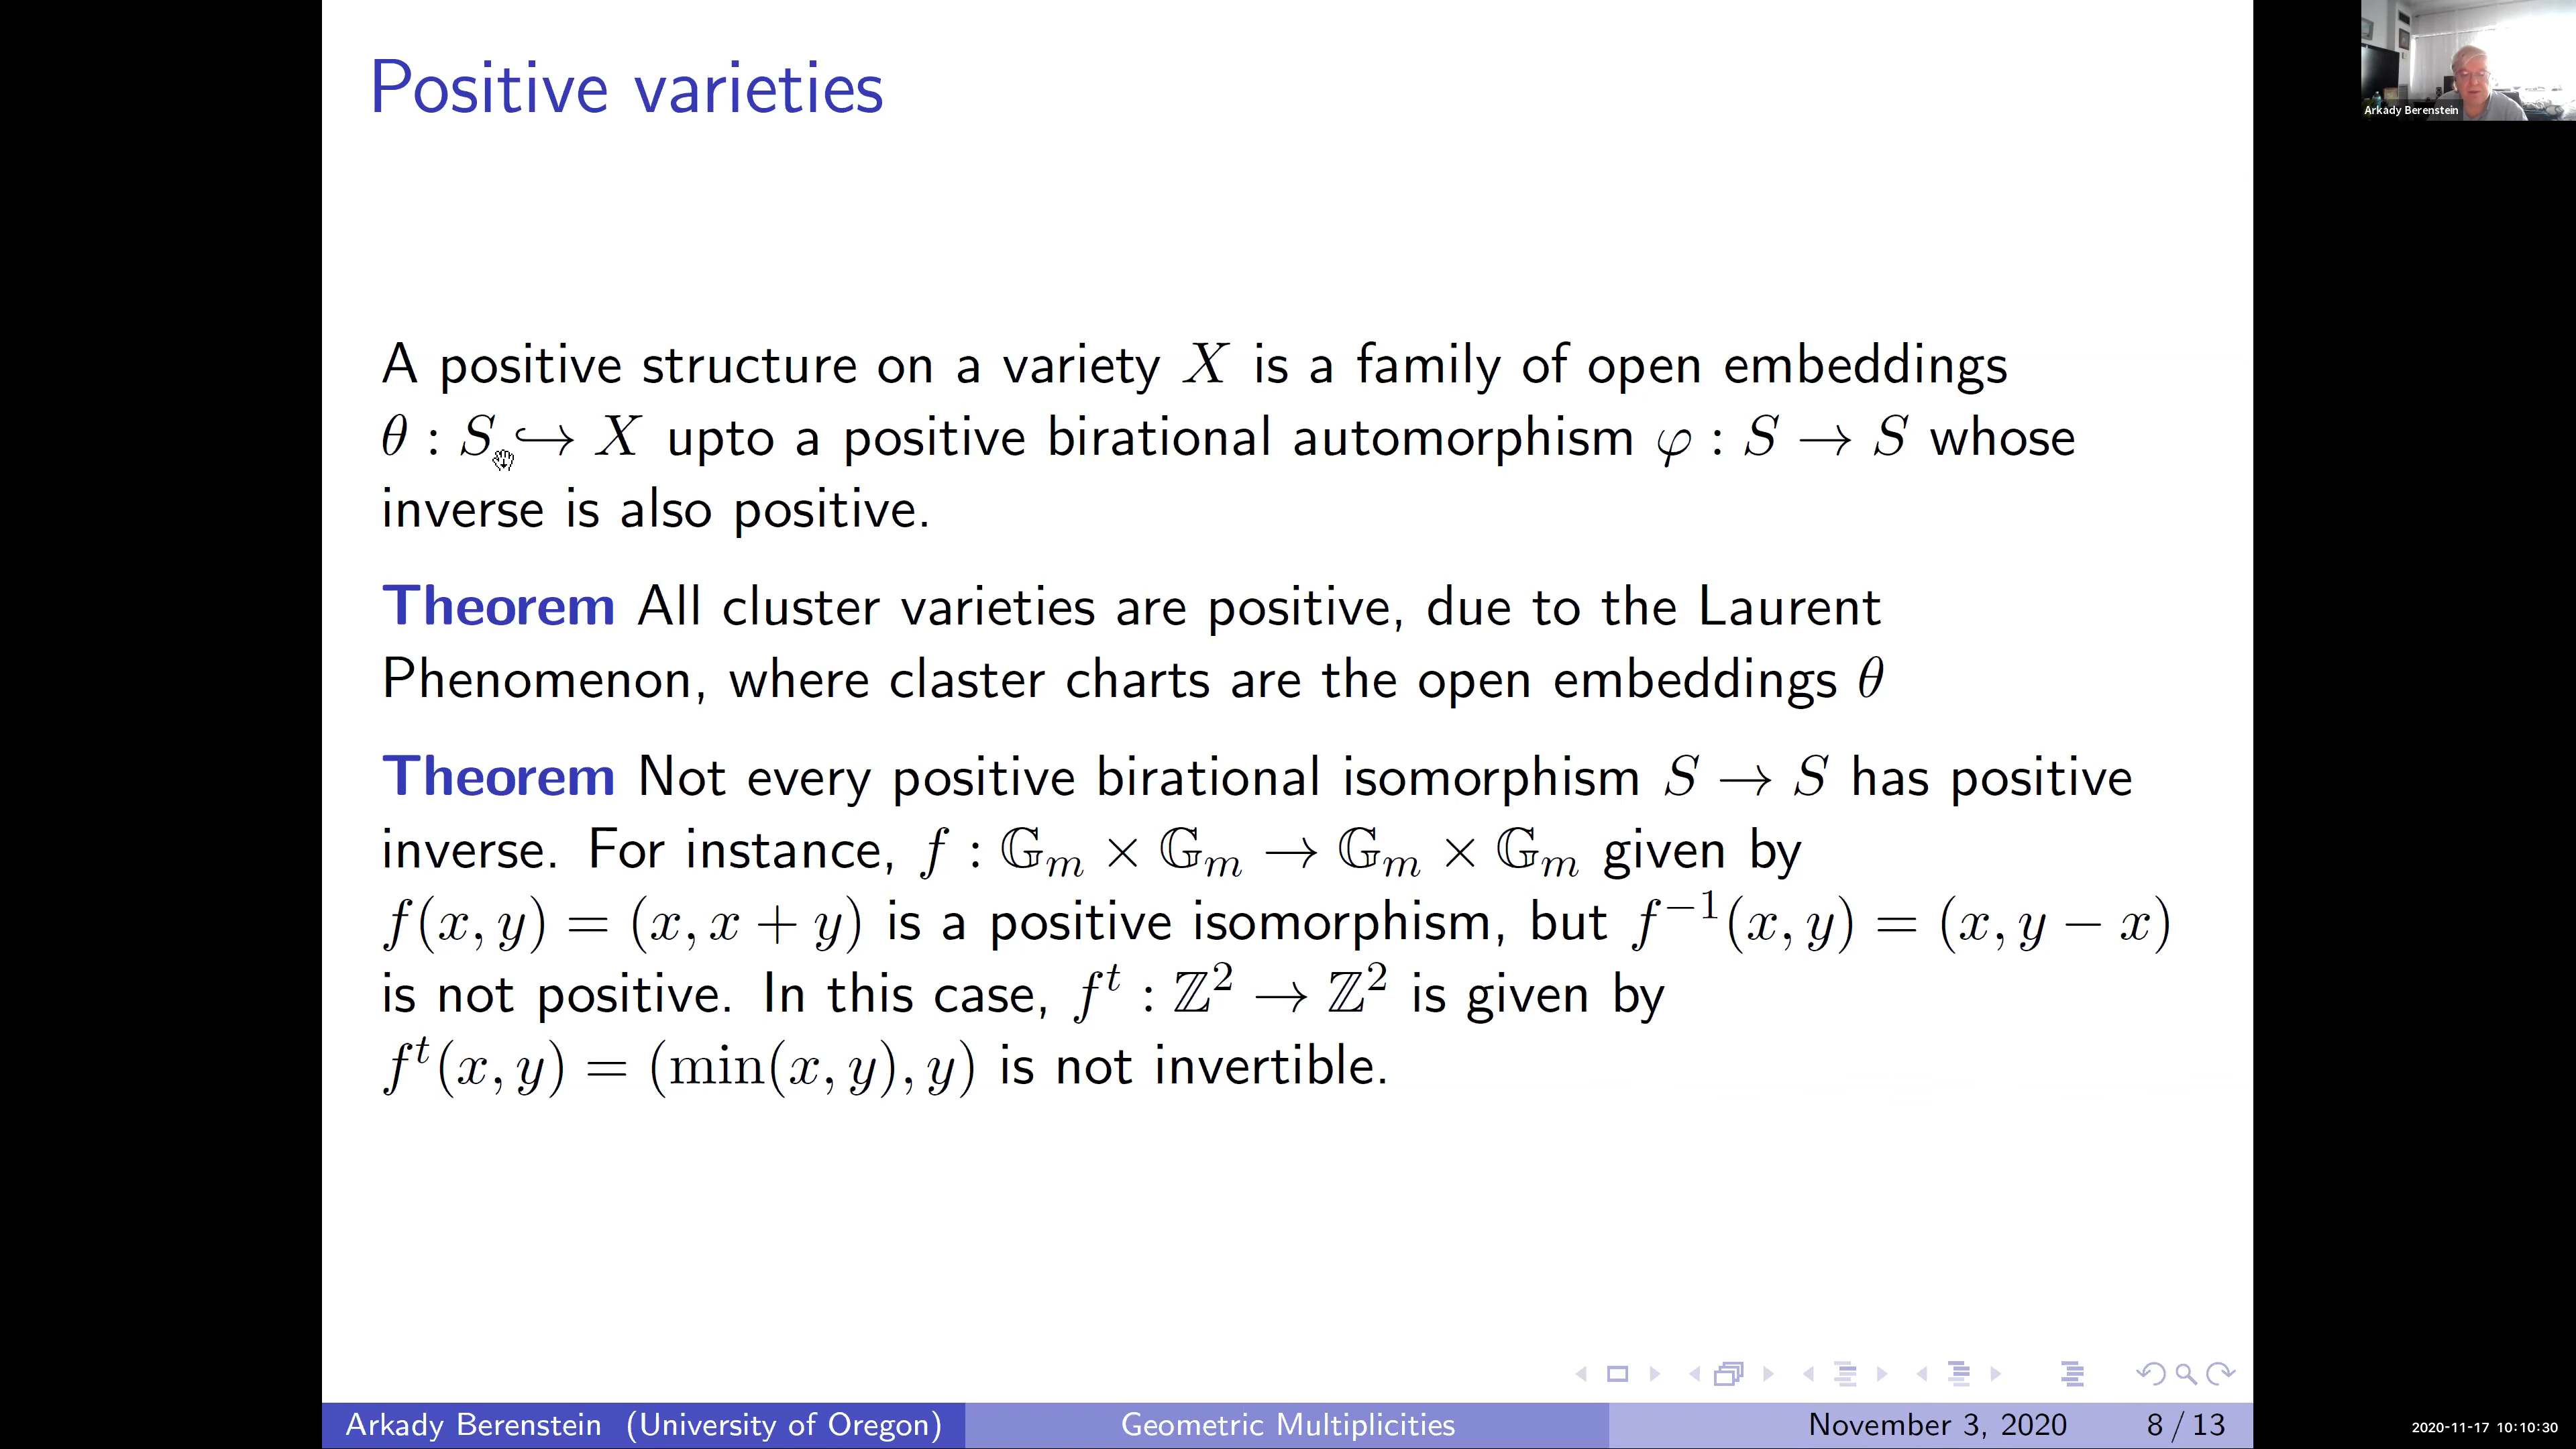 Positive varieties
Arkady Berenstein
A positive structure on a variety X is a family of open embeddings
θ : S ↪ X upto a positive birational automorphism φ : S → S whose
inverse is also positive.
Theorem All cluster varieties are positive, due to the Laurent
Phenomenon, where claster charts are the open embeddings θ
Theorem Not every positive birational isomorphism S → S has positive
inverse. For instance, f : 𝔾ₘ × 𝔾ₘ → 𝔾ₘ × 𝔾ₘ given by
f(x, y) = (x, x + y) is a positive isomorphism, but f⁻¹(x, y) = (x, y − x)
is not positive. In this case, fᵗ : ℤ² → ℤ² is given by
fᵗ(x, y) = (min(x, y), y) is not invertible.
Arkady Berenstein (University of Oregon) Geometric Multiplicities November 3, 2020 8 / 13
2020-11-17 10:10:30